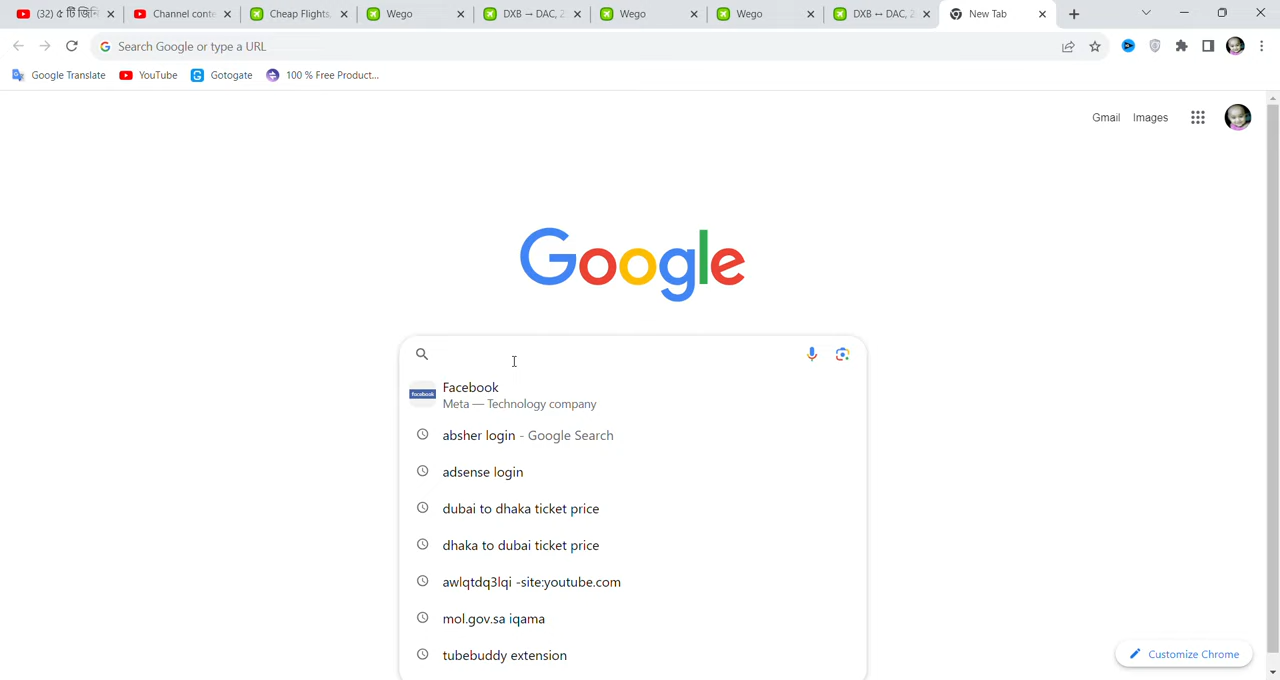 (32) ৫ টি
Channel conte
Cheap Flights,
Wego
DXB → DAC, 2
Wego
Wego
DXB ↔ DAC, 2
New Tab
Search Google or type a URL
Google Translate
YouTube
Gotogate
100 % Free Product...
Gmail
Images
Google
facebook
Facebook
Meta — Technology company
absher login - Google Search
adsense login
dubai to dhaka ticket price
dhaka to dubai ticket price
awlqtdq3lqi -site:youtube.com
mol.gov.sa iqama
tubebuddy extension
Customize Chrome